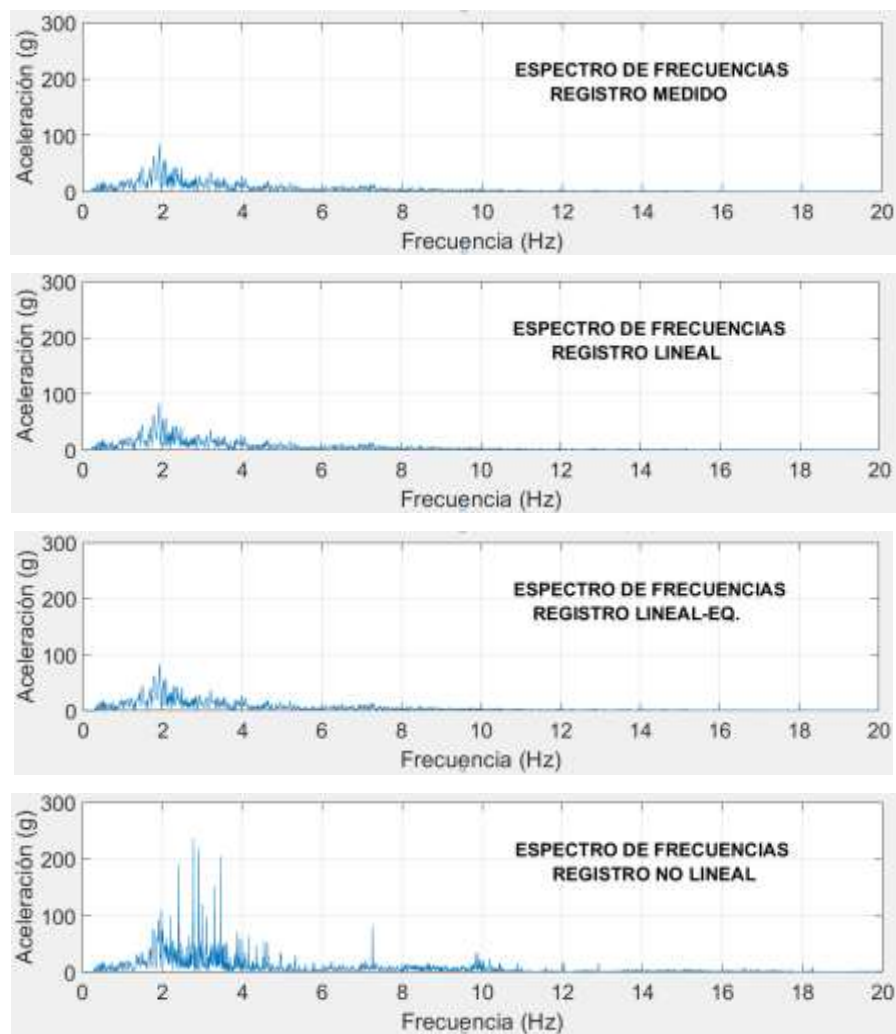 300
200
100
0
Aceleración (g)
ESPECTRO DE FRECUENCIAS
REGISTRO MEDIDO
0 2 4 6 8 10 12 14 16 18 20
Frecuencia (Hz)
300
200
100
0
Aceleración (g)
ESPECTRO DE FRECUENCIAS
REGISTRO LINEAL
0 2 4 6 8 10 12 14 16 18 20
Frecuencia (Hz)
300
200
100
0
Aceleración (g)
ESPECTRO DE FRECUENCIAS
REGISTRO LINEAL-EQ.
0 2 4 6 8 10 12 14 16 18 20
Frecuencia (Hz)
300
200
100
0
Aceleración (g)
ESPECTRO DE FRECUENCIAS
REGISTRO NO LINEAL
0 2 4 6 8 10 12 14 16 18 20
Frecuencia (Hz)